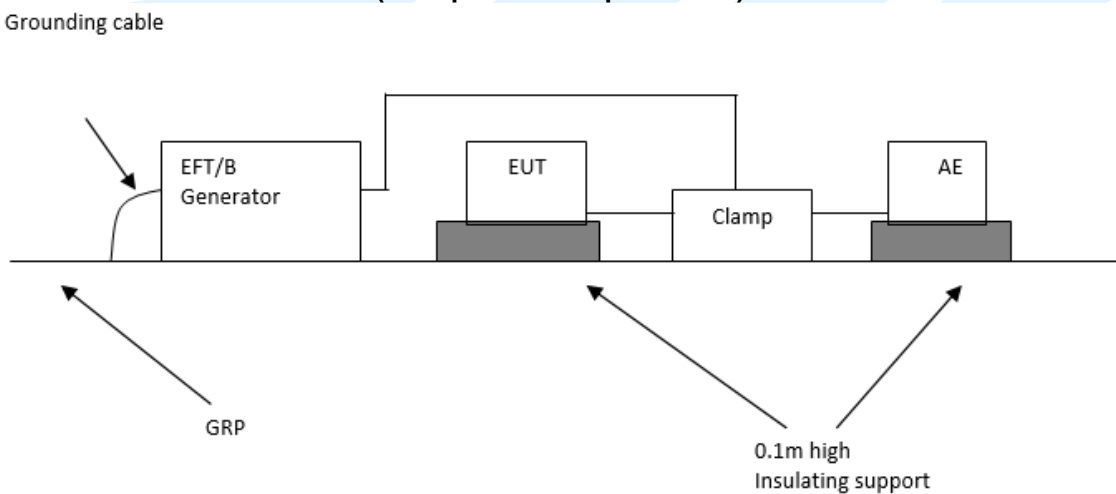 Grounding cable
EFT/B
Generator
EUT
Clamp
AE
GRP
0.1m high
Insulating support